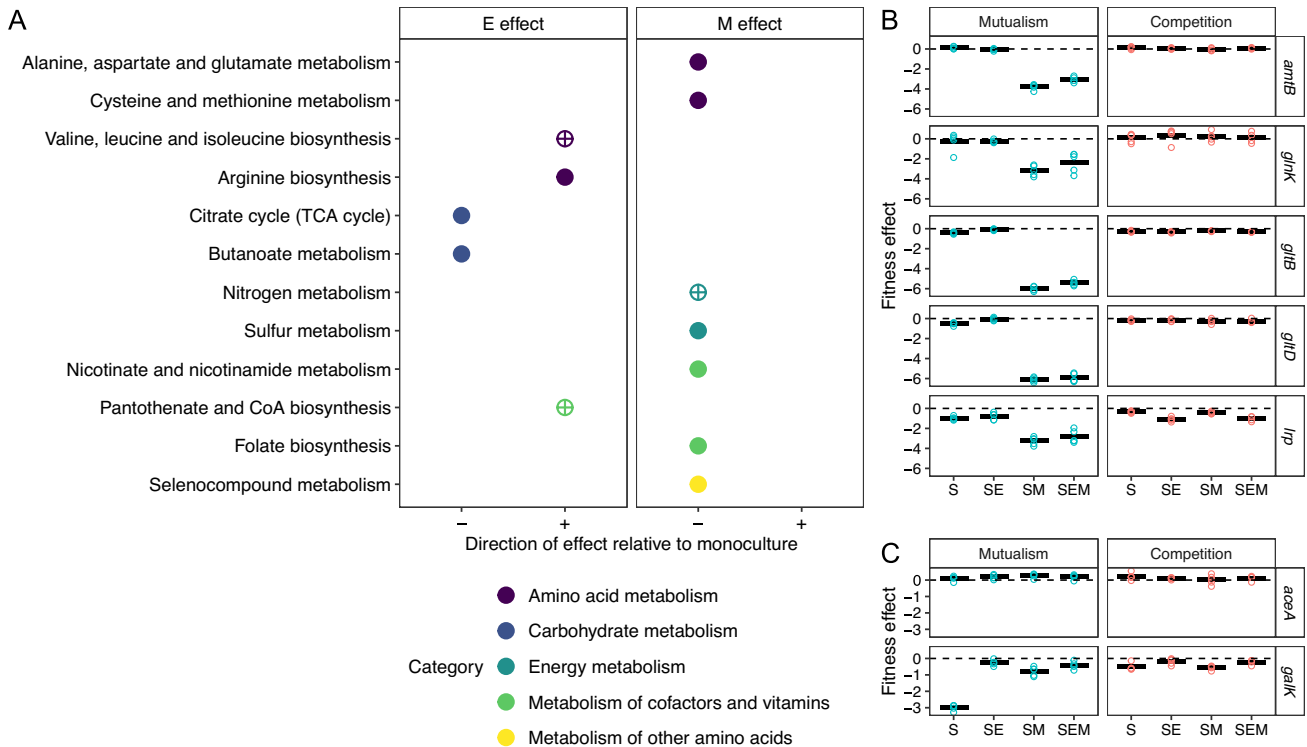 A
E effect
M effect
Alanine, aspartate and glutamate metabolism
Cysteine and methionine metabolism
Valine, leucine and isoleucine biosynthesis
Arginine biosynthesis
Citrate cycle (TCA cycle)
Butanoate metabolism
Nitrogen metabolism
Sulfur metabolism
Nicotinate and nicotinamide metabolism
Pantothenate and CoA biosynthesis
Folate biosynthesis
Selenocompound metabolism
− + − +
Direction of effect relative to monoculture
Category
Amino acid metabolism
Carbohydrate metabolism
Energy metabolism
Metabolism of cofactors and vitamins
Metabolism of other amino acids
B
Mutualism
Competition
Fitness effect
0
−2
−4
−6
amtB
0
−2
−4
−6
glnK
0
−2
−4
−6
gltB
0
−2
−4
−6
gltD
0
−2
−4
−6
lrp
S SE SM SEM S SE SM SEM
C
Mutualism
Competition
Fitness effect
0
−1
−2
−3
aceA
0
−1
−2
−3
galK
S SE SM SEM S SE SM SEM